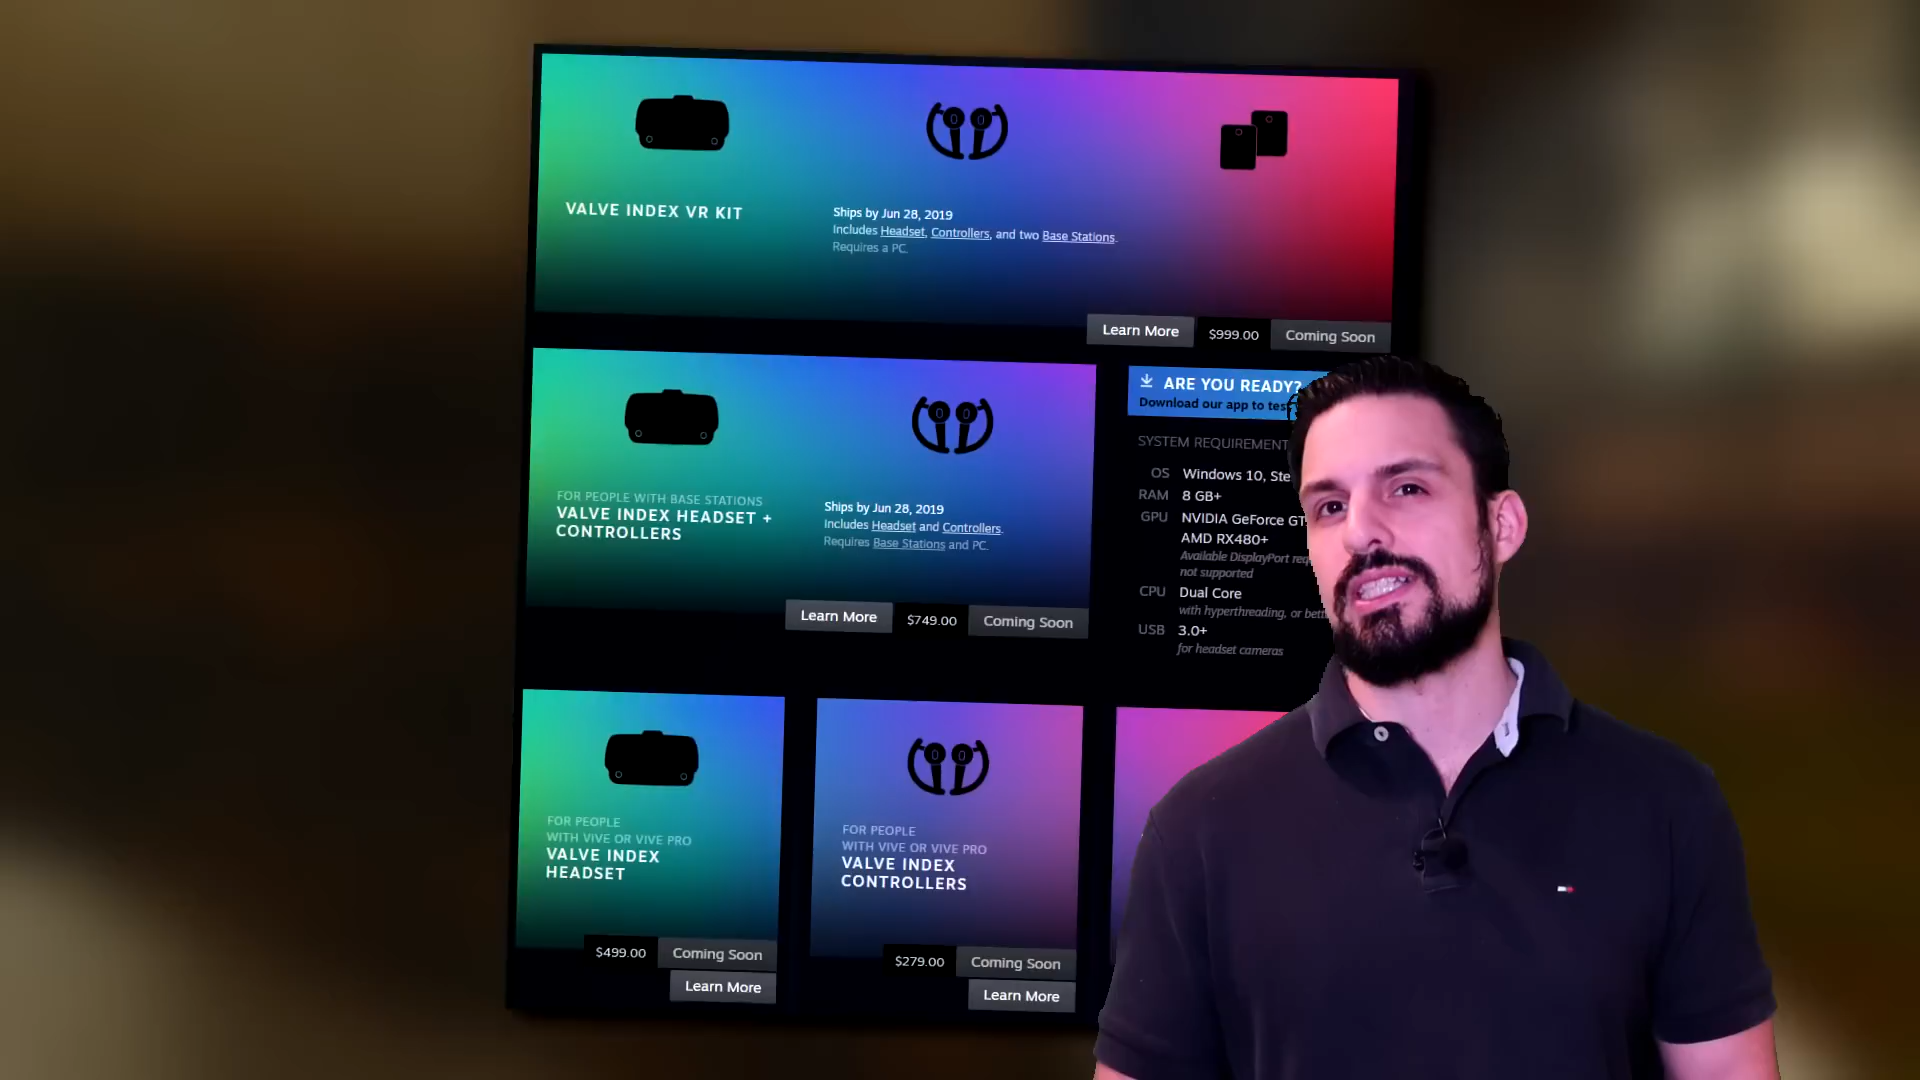 VALVE INDEX VR KIT
Ships by Jun 28, 2019
Includes Headset, Controllers, and two Base Stations.
Requires a PC.
Learn More
$999.00
Coming Soon
FOR PEOPLE WITH BASE STATIONS
VALVE INDEX HEADSET +
CONTROLLERS
Ships by Jun 28, 2019
Includes Headset and Controllers.
Requires Base Stations and PC.
Learn More
$749.00
Coming Soon
ARE YOU READY?
Download our app to test
SYSTEM REQUIREMENT
OS Windows 10, Ste
RAM 8 GB+
GPU NVIDIA GeForce GT
AMD RX480+
Available DisplayPort req
not supported
CPU Dual Core
with hyperthreading, or bett
USB 3.0+
for headset cameras
FOR PEOPLE
WITH VIVE OR VIVE PRO
VALVE INDEX
HEADSET
$499.00
Coming Soon
Learn More
FOR PEOPLE
WITH VIVE OR VIVE PRO
VALVE INDEX
CONTROLLERS
$279.00
Coming Soon
Learn More